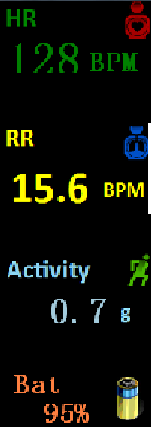 HR
128 BPM
RR
15.6 BPM
Activity
0.7 g
Bat
95%